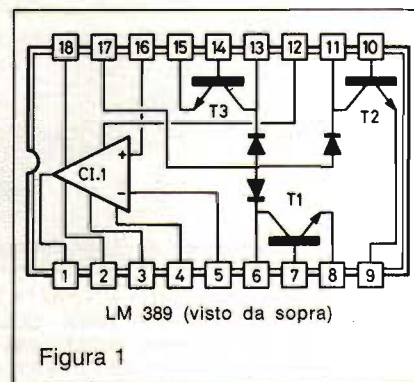 18 17 16 15 14 13 12 11 10
T3
T2
CI.1
+
−
T1
1 2 3 4 5 6 7 8 9
LM 389 (visto da sopra)
Figura 1